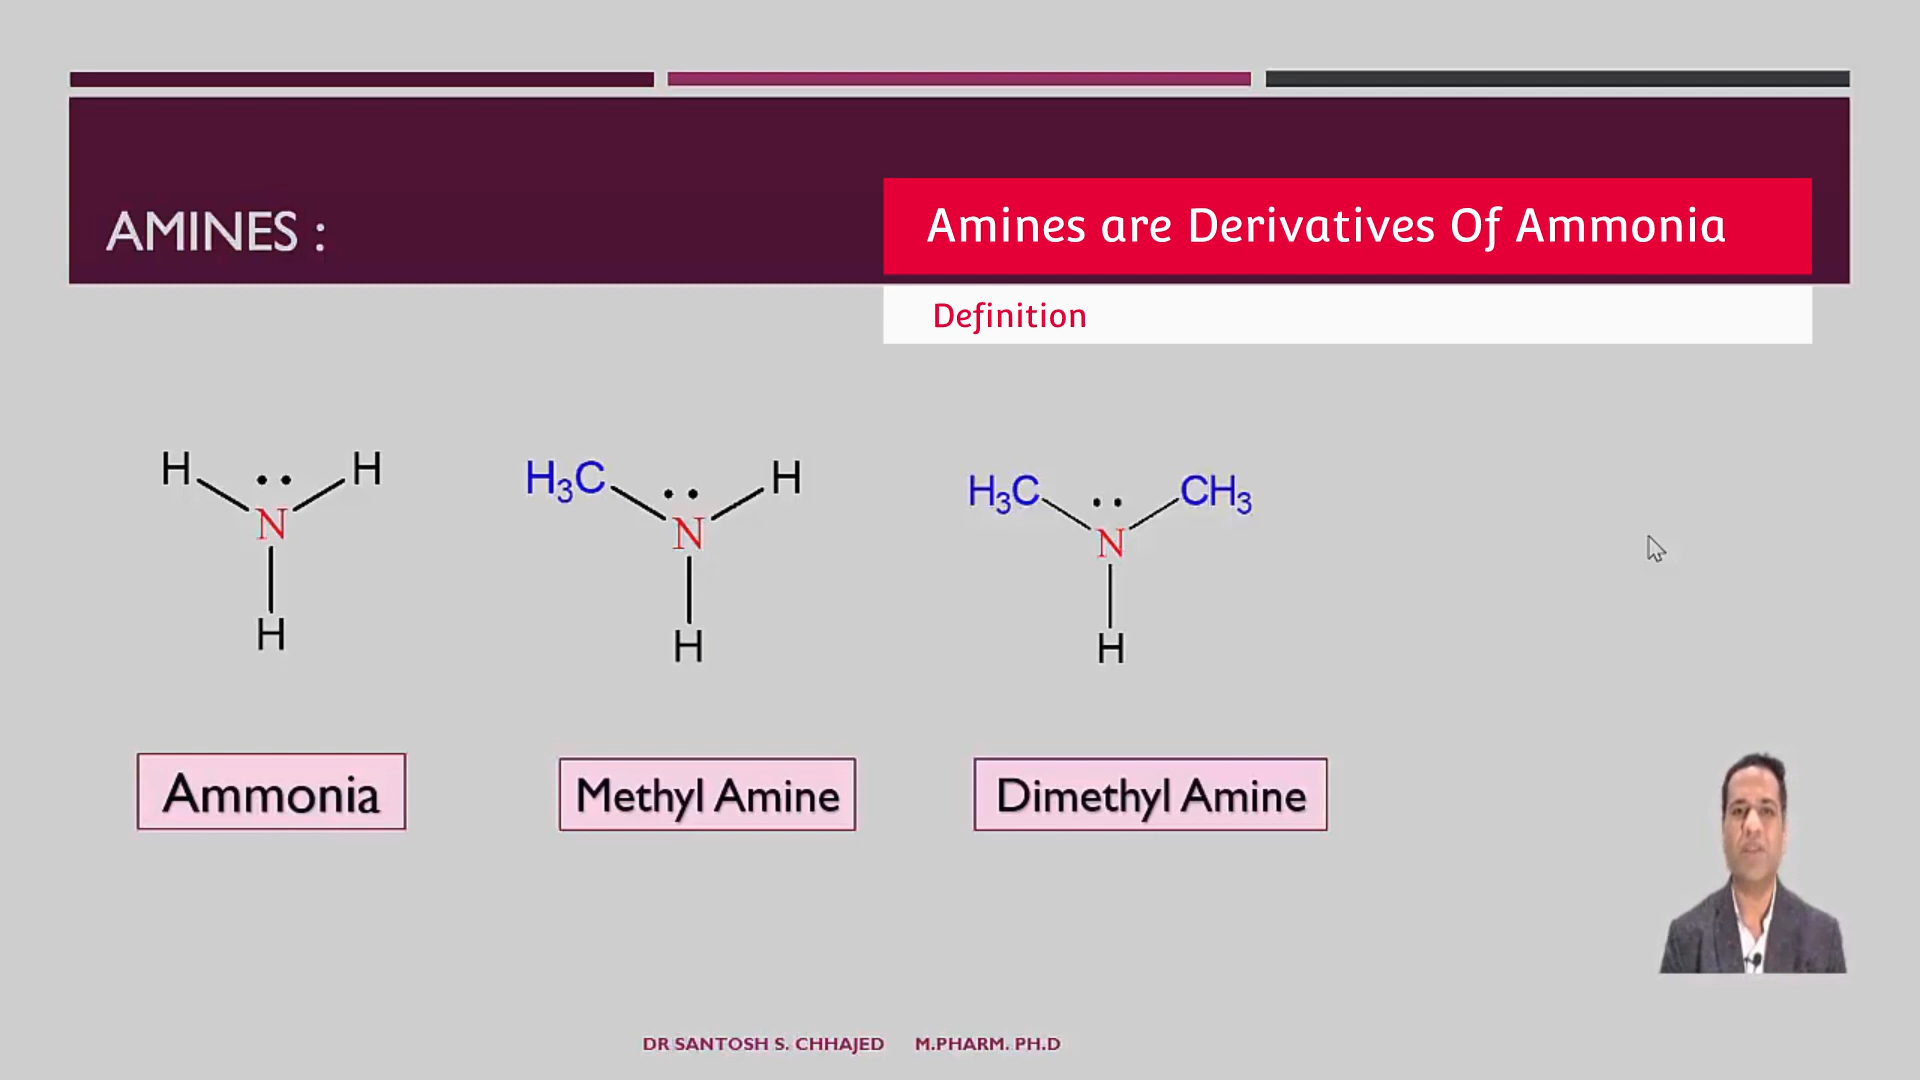 AMINES :
Amines are Derivatives Of Ammonia
Definition
H H
N
H
H₃C H
N
H
H₃C CH₃
N
H
Ammonia
Methyl Amine
Dimethyl Amine
DR SANTOSH S. CHHAJED M.PHARM. PH.D